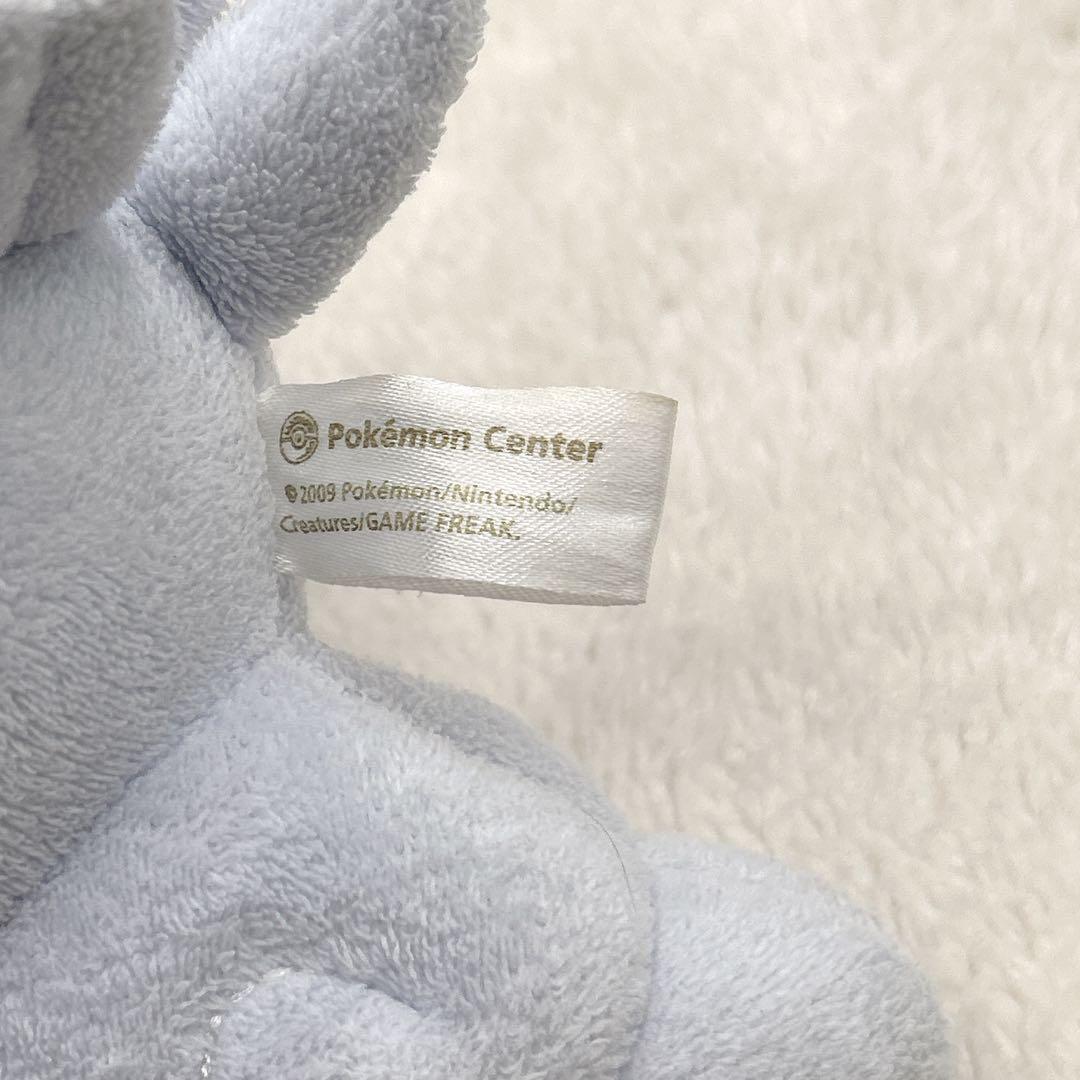 Pokémon Center
©2009 Pokémon/Nintendo/
Creatures/GAME FREAK.